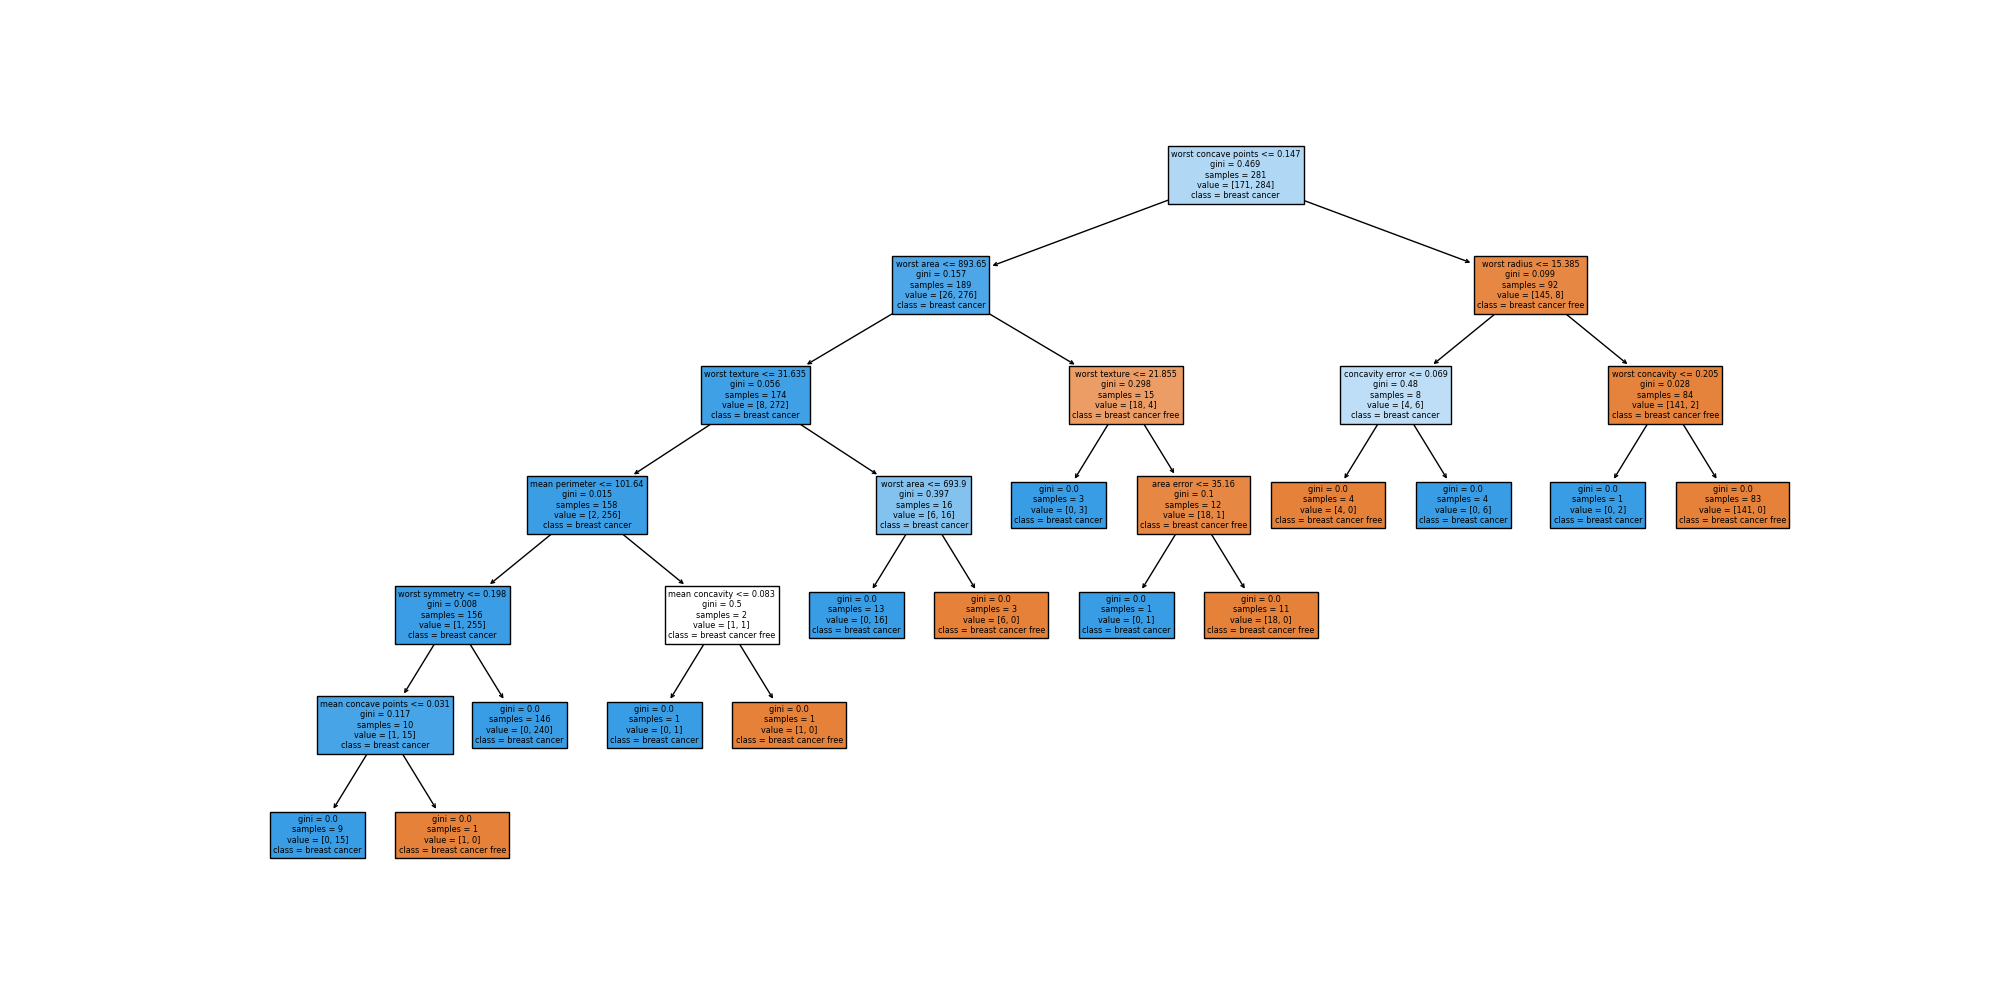 worst concave points <= 0.147
gini = 0.469
samples = 281
value = [171, 284]
class = breast cancer
worst area <= 893.65
gini = 0.157
samples = 189
value = [26, 276]
class = breast cancer
worst radius <= 15.385
gini = 0.099
samples = 92
value = [145, 8]
class = breast cancer free
worst texture <= 31.635
gini = 0.056
samples = 174
value = [8, 272]
class = breast cancer
worst texture <= 21.855
gini = 0.298
samples = 15
value = [18, 4]
class = breast cancer free
concavity error <= 0.069
gini = 0.48
samples = 8
value = [4, 6]
class = breast cancer
worst concavity <= 0.205
gini = 0.028
samples = 84
value = [141, 2]
class = breast cancer free
mean perimeter <= 101.64
gini = 0.015
samples = 158
value = [2, 256]
class = breast cancer
worst area <= 693.9
gini = 0.397
samples = 16
value = [6, 16]
class = breast cancer
gini = 0.0
samples = 3
value = [0, 3]
class = breast cancer
area error <= 35.16
gini = 0.1
samples = 12
value = [18, 1]
class = breast cancer free
gini = 0.0
samples = 4
value = [4, 0]
class = breast cancer free
gini = 0.0
samples = 4
value = [0, 6]
class = breast cancer
gini = 0.0
samples = 1
value = [0, 2]
class = breast cancer
gini = 0.0
samples = 83
value = [141, 0]
class = breast cancer free
worst symmetry <= 0.198
gini = 0.008
samples = 156
value = [1, 255]
class = breast cancer
mean concavity <= 0.083
gini = 0.5
samples = 2
value = [1, 1]
class = breast cancer free
gini = 0.0
samples = 13
value = [0, 16]
class = breast cancer
gini = 0.0
samples = 3
value = [6, 0]
class = breast cancer free
gini = 0.0
samples = 1
value = [0, 1]
class = breast cancer
gini = 0.0
samples = 11
value = [18, 0]
class = breast cancer free
mean concave points <= 0.031
gini = 0.117
samples = 10
value = [1, 15]
class = breast cancer
gini = 0.0
samples = 146
value = [0, 240]
class = breast cancer
gini = 0.0
samples = 1
value = [0, 1]
class = breast cancer
gini = 0.0
samples = 1
value = [1, 0]
class = breast cancer free
gini = 0.0
samples = 9
value = [0, 15]
class = breast cancer
gini = 0.0
samples = 1
value = [1, 0]
class = breast cancer free